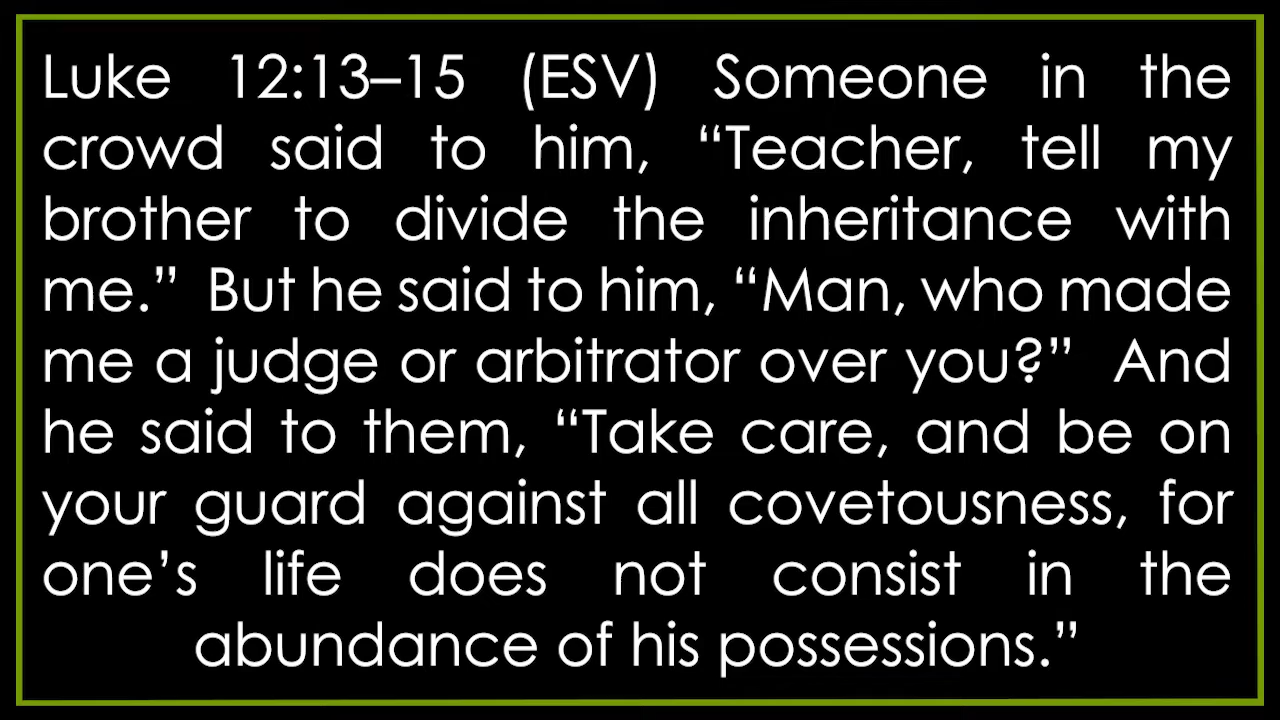 Luke 12:13–15 (ESV) Someone in the
crowd said to him, “Teacher, tell my
brother to divide the inheritance with
me.” But he said to him, “Man, who made
me a judge or arbitrator over you?” And
he said to them, “Take care, and be on
your guard against all covetousness, for
one’s life does not consist in the
abundance of his possessions.”